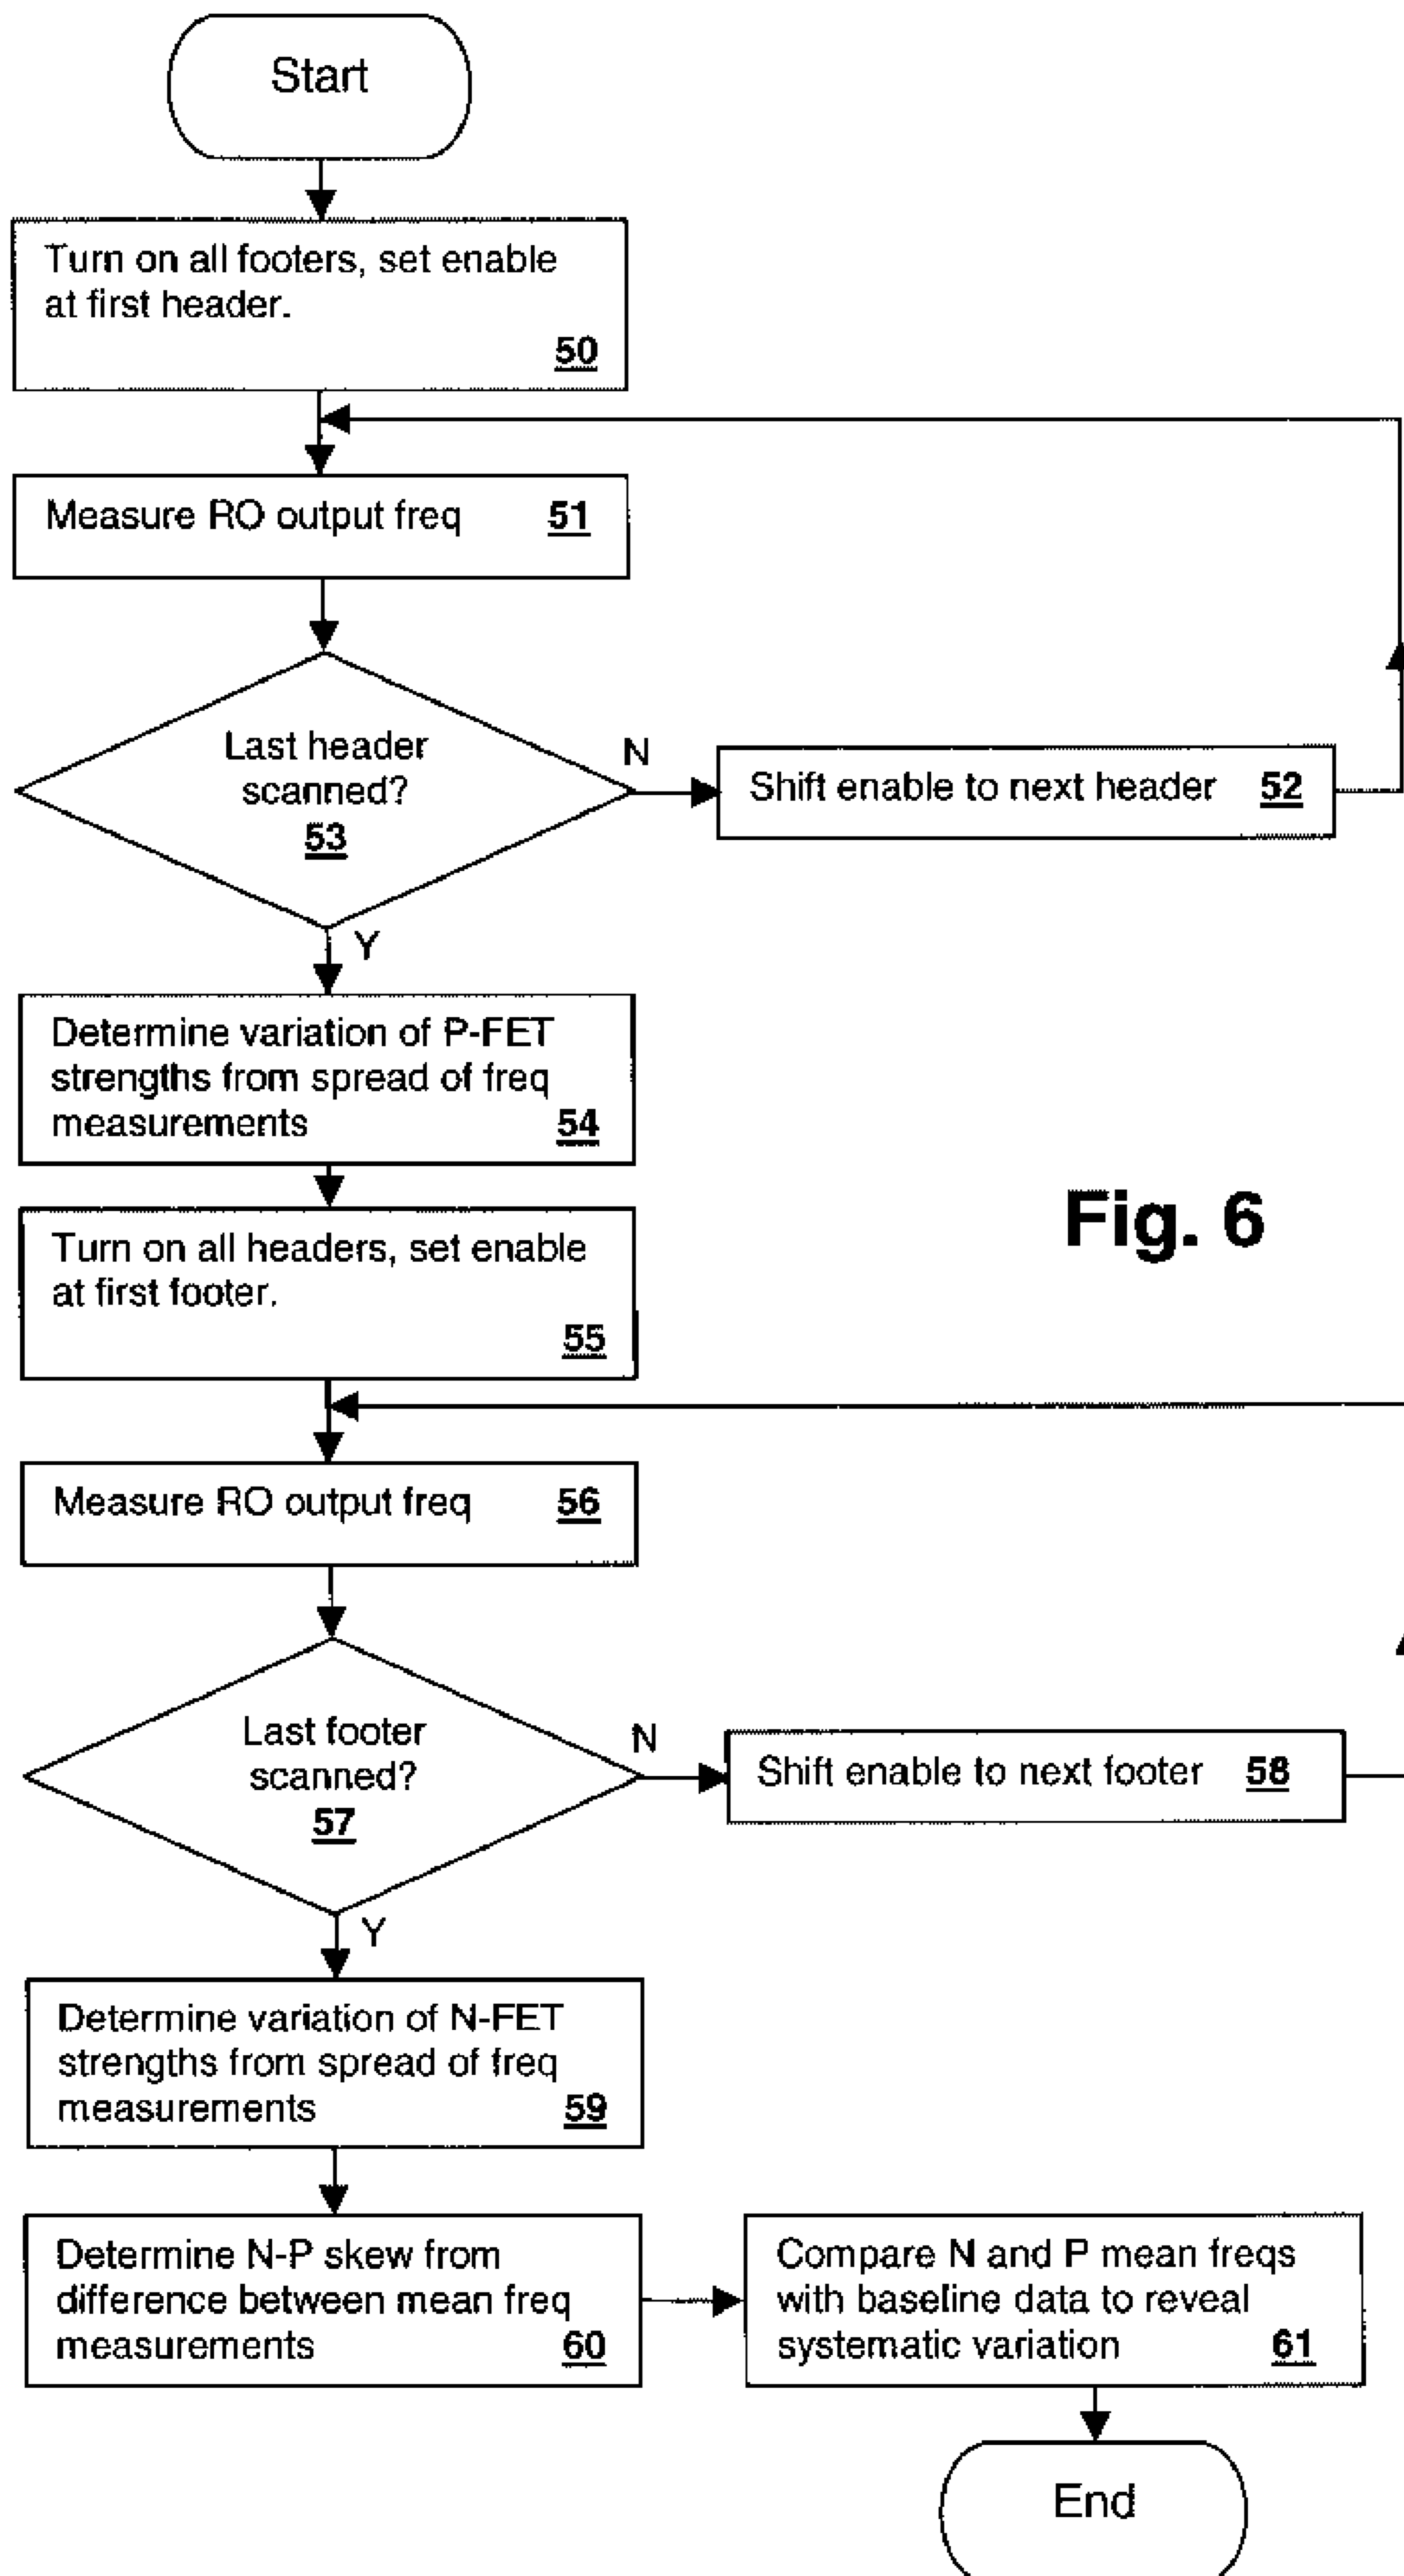 Start
Turn on all footers, set enable
at first header.
50
Measure RO output freq 51
Last header
scanned?
53
N
Shift enable to next header 52
Y
Determine variation of P-FET
strengths from spread of freq
measurements 54
Turn on all headers, set enable
at first footer.
55
Fig. 6
Measure RO output freq 56
Last footer
scanned?
57
N
Shift enable to next footer 58
Y
Determine variation of N-FET
strengths from spread of freq
measurements 59
Determine N-P skew from
difference between mean freq
measurements 60
Compare N and P mean freqs
with baseline data to reveal
systematic variation 61
End